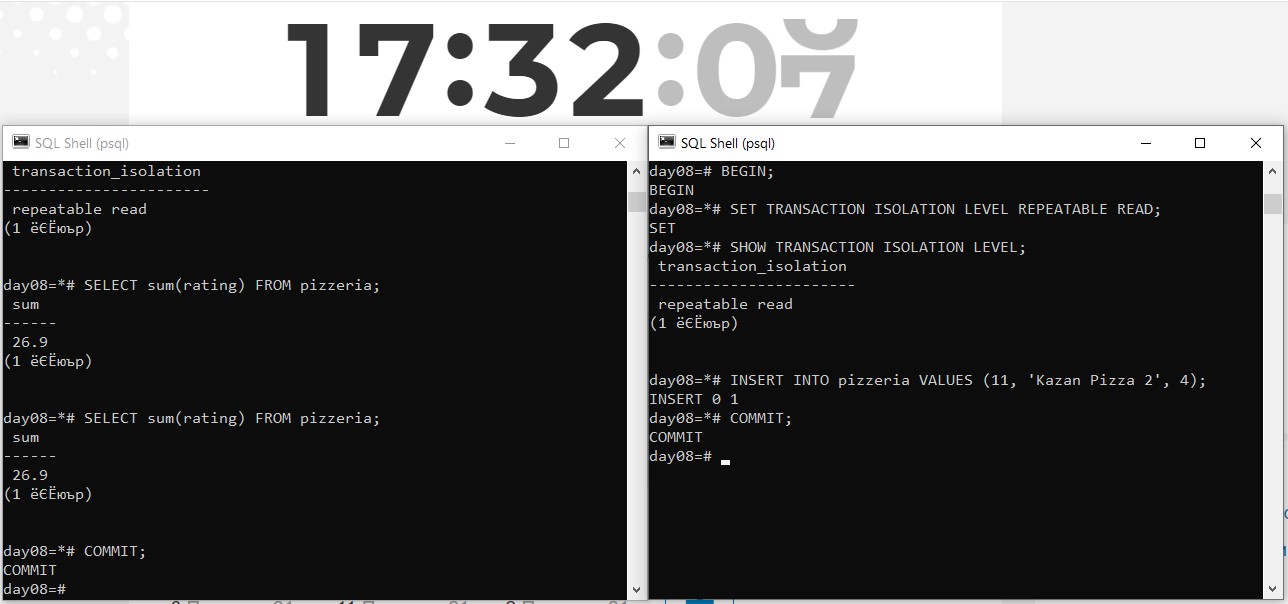 17:32:07
SQL Shell (psql)
transaction_isolation
-----------------------
repeatable read
(1 ёЄЁюър)
day08=*# SELECT sum(rating) FROM pizzeria;
sum
------
26.9
(1 ёЄЁюър)
day08=*# SELECT sum(rating) FROM pizzeria;
sum
------
26.9
(1 ёЄЁюър)
day08=*# COMMIT;
COMMIT
day08=#
SQL Shell (psql)
day08=# BEGIN;
BEGIN
day08=*# SET TRANSACTION ISOLATION LEVEL REPEATABLE READ;
SET
day08=*# SHOW TRANSACTION ISOLATION LEVEL;
transaction_isolation
-----------------------
repeatable read
(1 ёЄЁюър)
day08=*# INSERT INTO pizzeria VALUES (11, 'Kazan Pizza 2', 4);
INSERT 0 1
day08=*# COMMIT;
COMMIT
day08=#